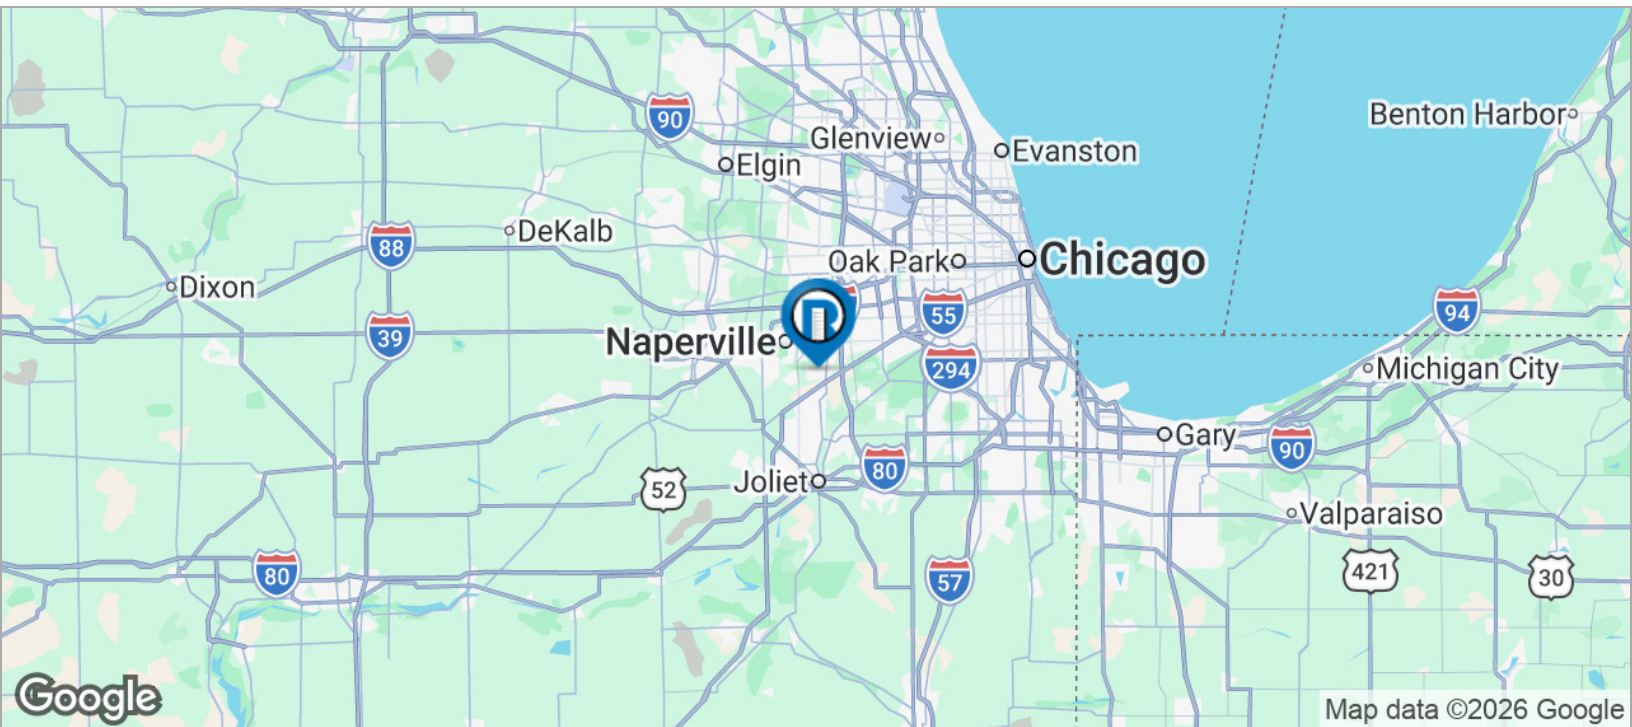 90
Glenview
Evanston
Benton Harbor
Elgin
88
DeKalb
Oak Park
Chicago
Dixon
39
Naperville
55
94
294
Michigan City
Gary
90
80
52
Joliet
Valparaiso
80
57
421
30
Google
Map data ©2026 Google